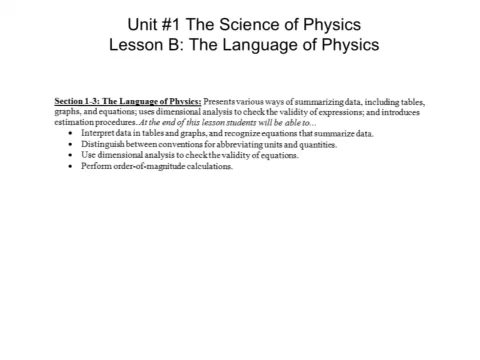 Unit #1 The Science of Physics
Lesson B: The Language of Physics
Section 1-3: The Language of Physics: Presents various ways of summarizing data, including tables,
graphs, and equations; uses dimensional analysis to check the validity of expressions; and introduces
estimation procedures. At the end of this lesson students will be able to…
• Interpret data in tables and graphs, and recognize equations that summarize data.
• Distinguish between conventions for abbreviating units and quantities.
• Use dimensional analysis to check the validity of equations.
• Perform order-of-magnitude calculations.